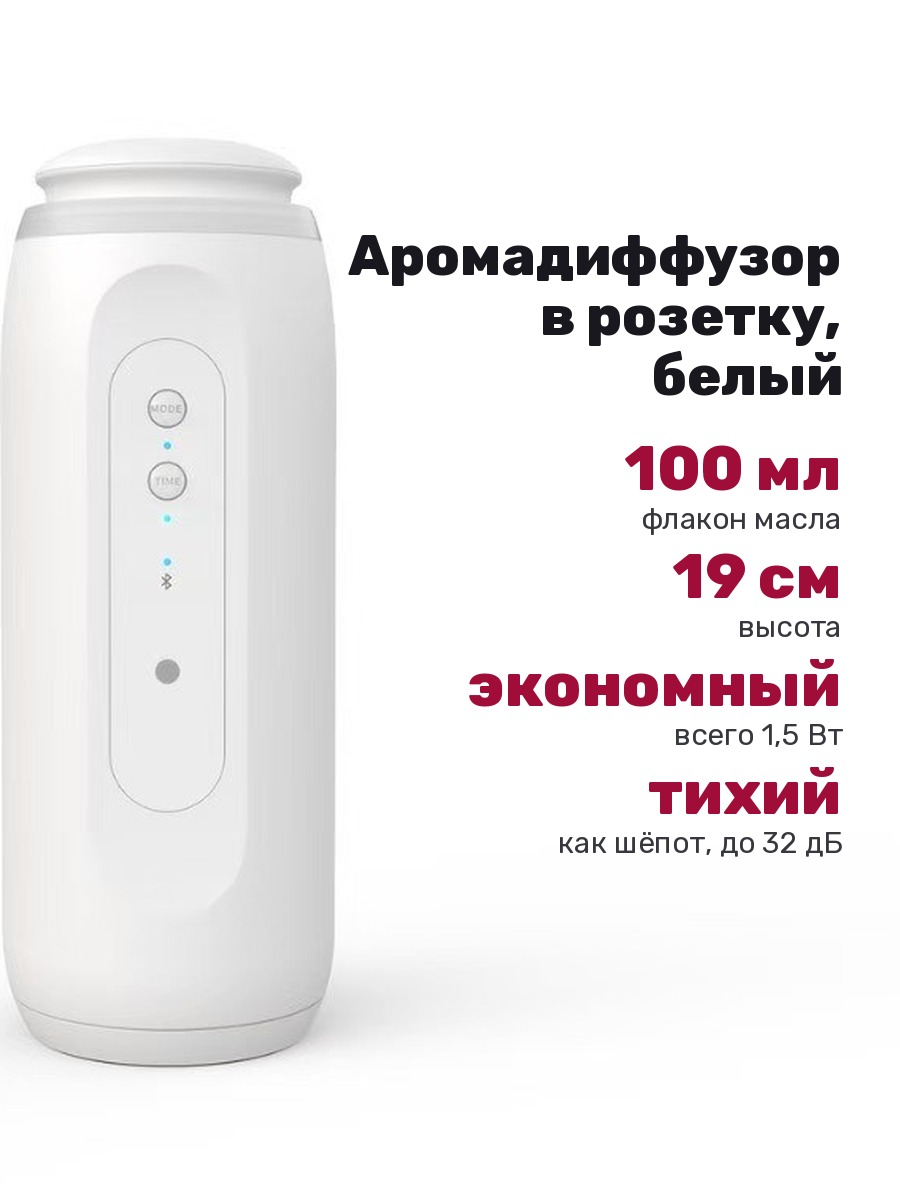 Аромадиффузор
в розетку,
белый
100 мл
флакон масла
19 см
высота
экономный
всего 1,5 Вт
тихий
как шёпот, до 32 дБ
MODE
TIME